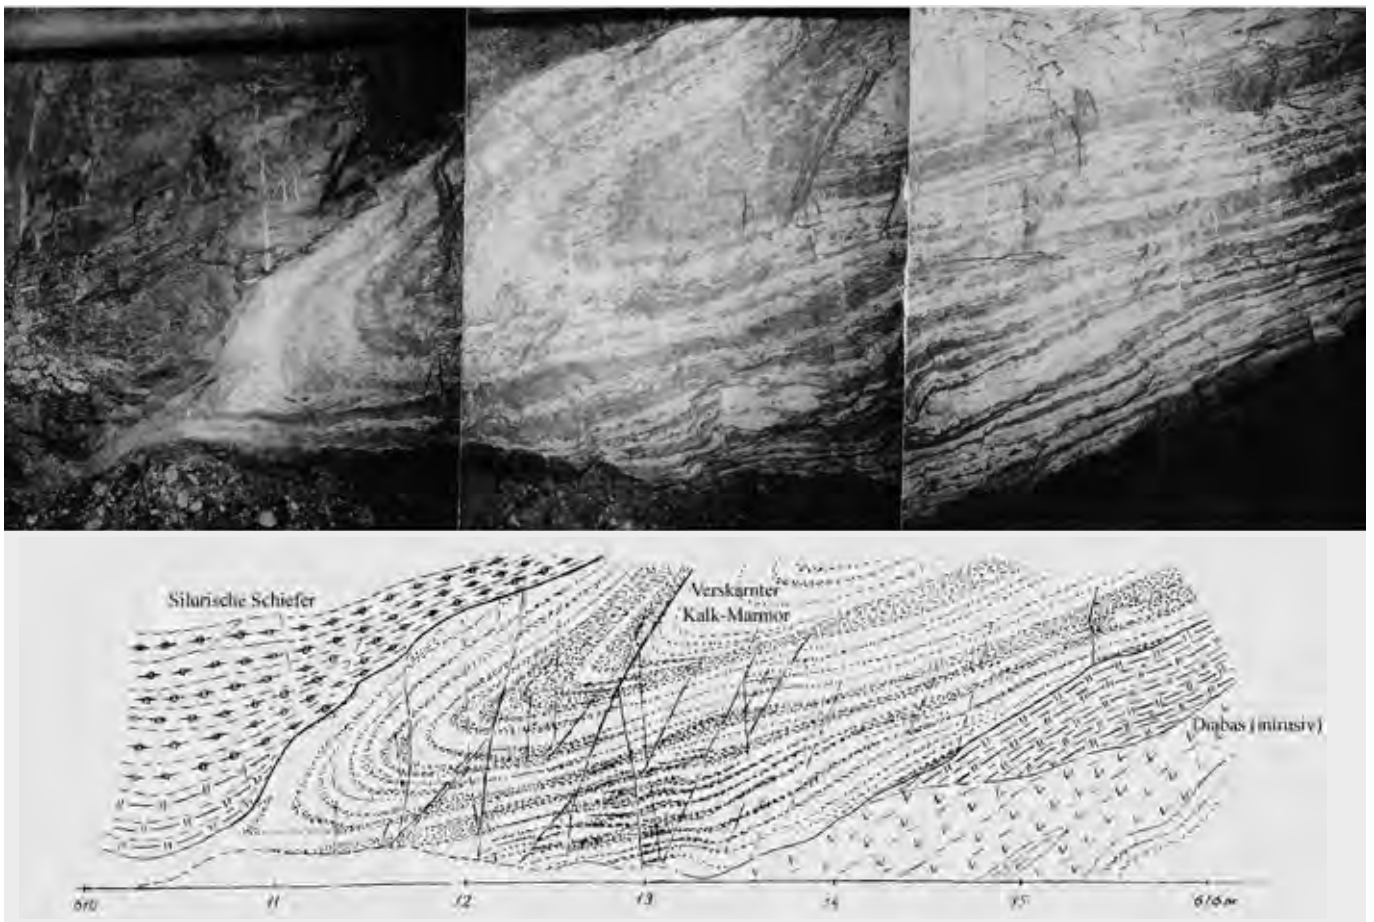 Silurische Schiefer
Verskarnter
Kalk-Marmor
Diabas (intrusiv)
610 11 12 13 14 15 616 m